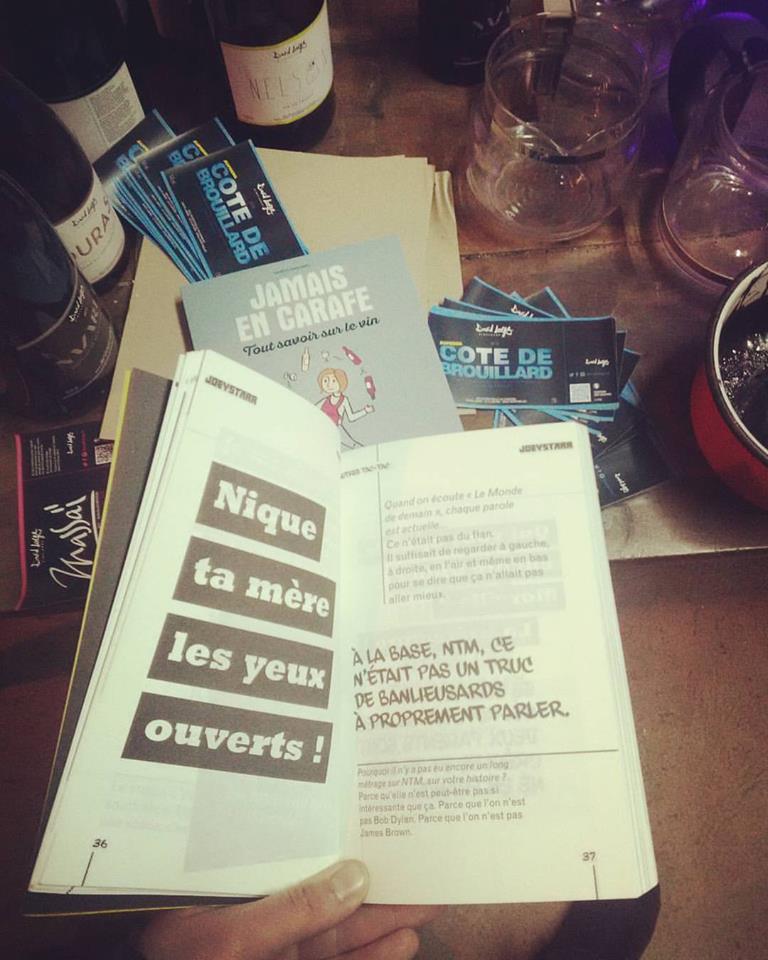 NELSON
COTE DE
BROUILLARD
JAMAIS
EN CARAFE
Tout savoir sur le vin
COTE DE
BROUILLARD
Massaï
JOEYSTARR
Nique
ta mère
les yeux
ouverts !
36
JOEYSTARR
Quand on écoute « Le Monde
de demain », chaque parole
est actuelle.
Ce n'était pas du flan.
Il suffisait de regarder à gauche,
à droite, en l'air et même en bas
pour se dire que ça n'allait pas
aller mieux.
À LA BASE, NTM, CE
N'ÉTAIT PAS UN TRUC
DE BANLIEUSARDS
À PROPREMENT PARLER.
Pourquoi il n'y a pas eu encore un long
métrage sur NTM, sur votre histoire ?
Parce qu'elle n'est peut-être pas si
intéressante que ça. Parce que l'on n'est
pas Bob Dylan. Parce que l'on n'est pas
James Brown.
37